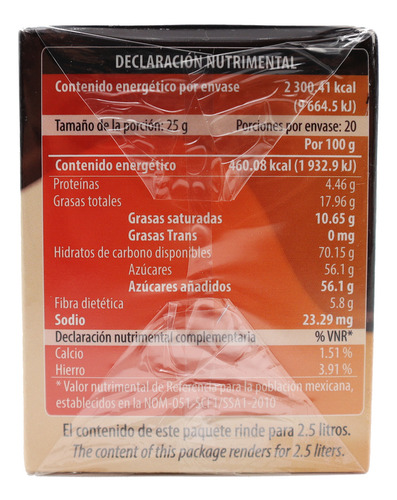 DECLARACIÓN NUTRIMENTAL
Contenido energético por envase 2 300.41 kcal
(9 664.5 kJ)
Tamaño de la porción: 25 g Porciones por envase: 20
Por 100 g
Contenido energético 460.08 kcal (1 932.9 kJ)
Proteínas 4.46 g
Grasas totales 17.96 g
Grasas saturadas 10.65 g
Grasas Trans 0 mg
Hidratos de carbono disponibles 70.15 g
Azúcares 56.1 g
Azúcares añadidos 56.1 g
Fibra dietética 5.8 g
Sodio 23.29 mg
Declaración nutrimental complementaria % VNR*
Calcio 1.51 %
Hierro 3.91 %
* Valor nutrimental de Referencia para la población mexicana,
establecidos en la NOM-051-SCFI/SSA1-2010
El contenido de este paquete rinde para 2.5 litros.
The content of this package renders for 2.5 liters.